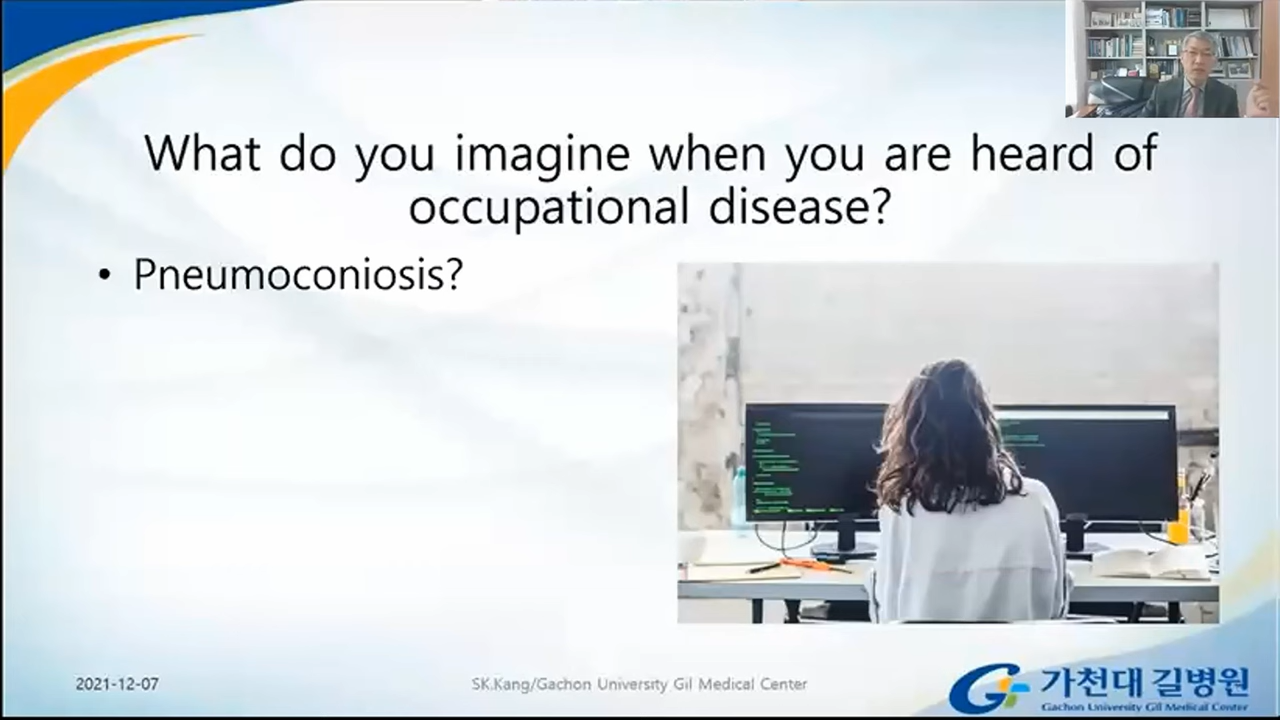 What do you imagine when you are heard of
occupational disease?
• Pneumoconiosis?
2021-12-07
SK.Kang/Gachon University Gil Medical Center
가천대 길병원
Gachon University Gil Medical Center